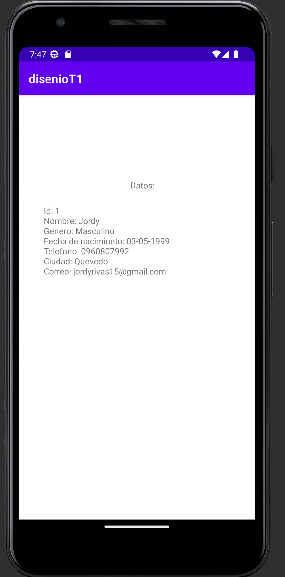 7:47
disenioT1
Datos:
Id: 1
Nombre: Jordy
Genero: Masculino
Fecha de nacimineto: 03-05-1999
Telefono: 0960807992
Ciudad: Quevedo
Correo: jordyrivas15@gmail.com